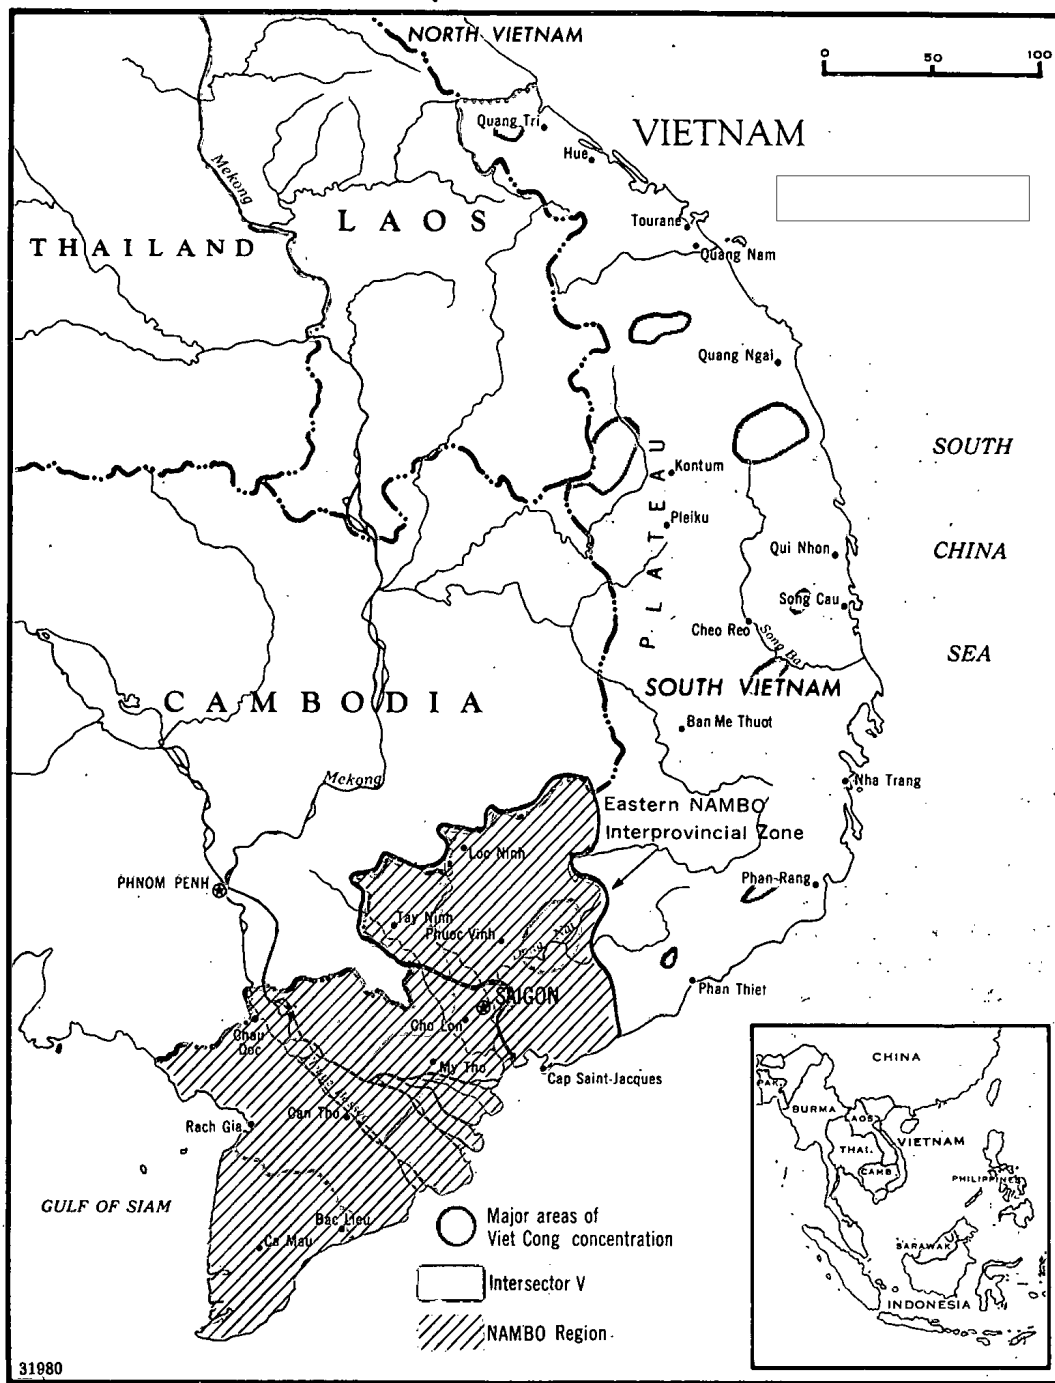 NORTH VIETNAM
0 50 100
Quang Tri
VIETNAM
Hue
Mekong
LAOS
Tourane
THAILAND
Quang Nam
Quang Ngai
SOUTH
Kontum
PLATEAU
Pleiku
Qui Nhon
CHINA
Song Cau
Cheo Reo
Song Ba
SEA
SOUTH VIETNAM
CAMBODIA
Ban Me Thuot
Mekong
Nha Trang
Eastern NAMBO
Interprovincial Zone
Loc Ninh
PHNOM PENH
Phan-Rang
Tay Ninh
Phuoc Vinh
Dong Nai
Phan Thiet
SAIGON
Cho Lon
Chau
Doc
My Tho
Cap Saint-Jacques
Can Tho
Rach Gia
GULF OF SIAM
Bac Lieu
Ca Mau
Major areas of
Viet Cong concentration
Intersector V
NAMBO Region
CHINA
PAK.
BURMA
LAOS
VIETNAM
THAI.
CAMB.
PHILIPPINES
SARAWAK
INDONESIA
31980